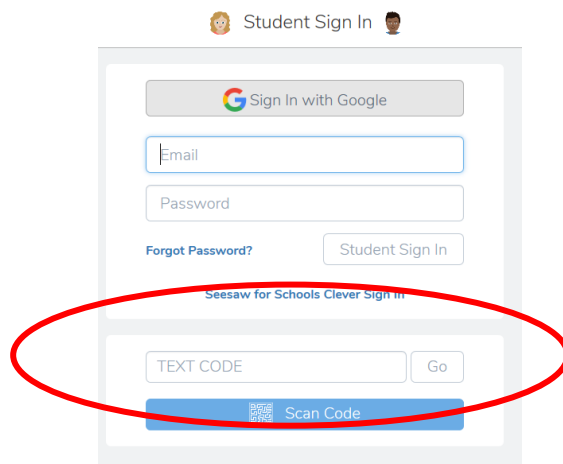 Student Sign In
Sign In with Google
Email
Password
Forgot Password? Student Sign In
Seesaw for Schools Clever Sign In
TEXT CODE Go
Scan Code